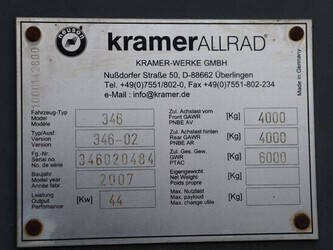 neuson
kramerALLRAD
KRAMER-WERKE GMBH
Nußdorfer Straße 50, D-88662 Überlingen
Tel. +49(0)7551/802-0, Fax +49(0)7551/802-
e-Mail : info@kramer.de
Made in Germany
Fahrzeug-Typ
Model
Modèle
346
Typ/Ausf.
Version
Version
346-02
Fg.-Nr.
Serial-No.
No. de série
346020484
Baujahr
Model year
Année fabr.
2007
Leistung
Output
Performance
[Kw]
44
Zul. Achslast vorn
Front GAWR
PNBE AV
[Kg]
4000
Zul. Achslast hinten
Rear GAWR
PNBE AR
[Kg]
4000
Zul. Ges. Gew.
GWR
PTAC
[Kg]
6000
Eigengewicht
Net Weight
Poids propre
[Kg]
Max. Nutzlast
Max. payload
Max. charge utile
[Kg]